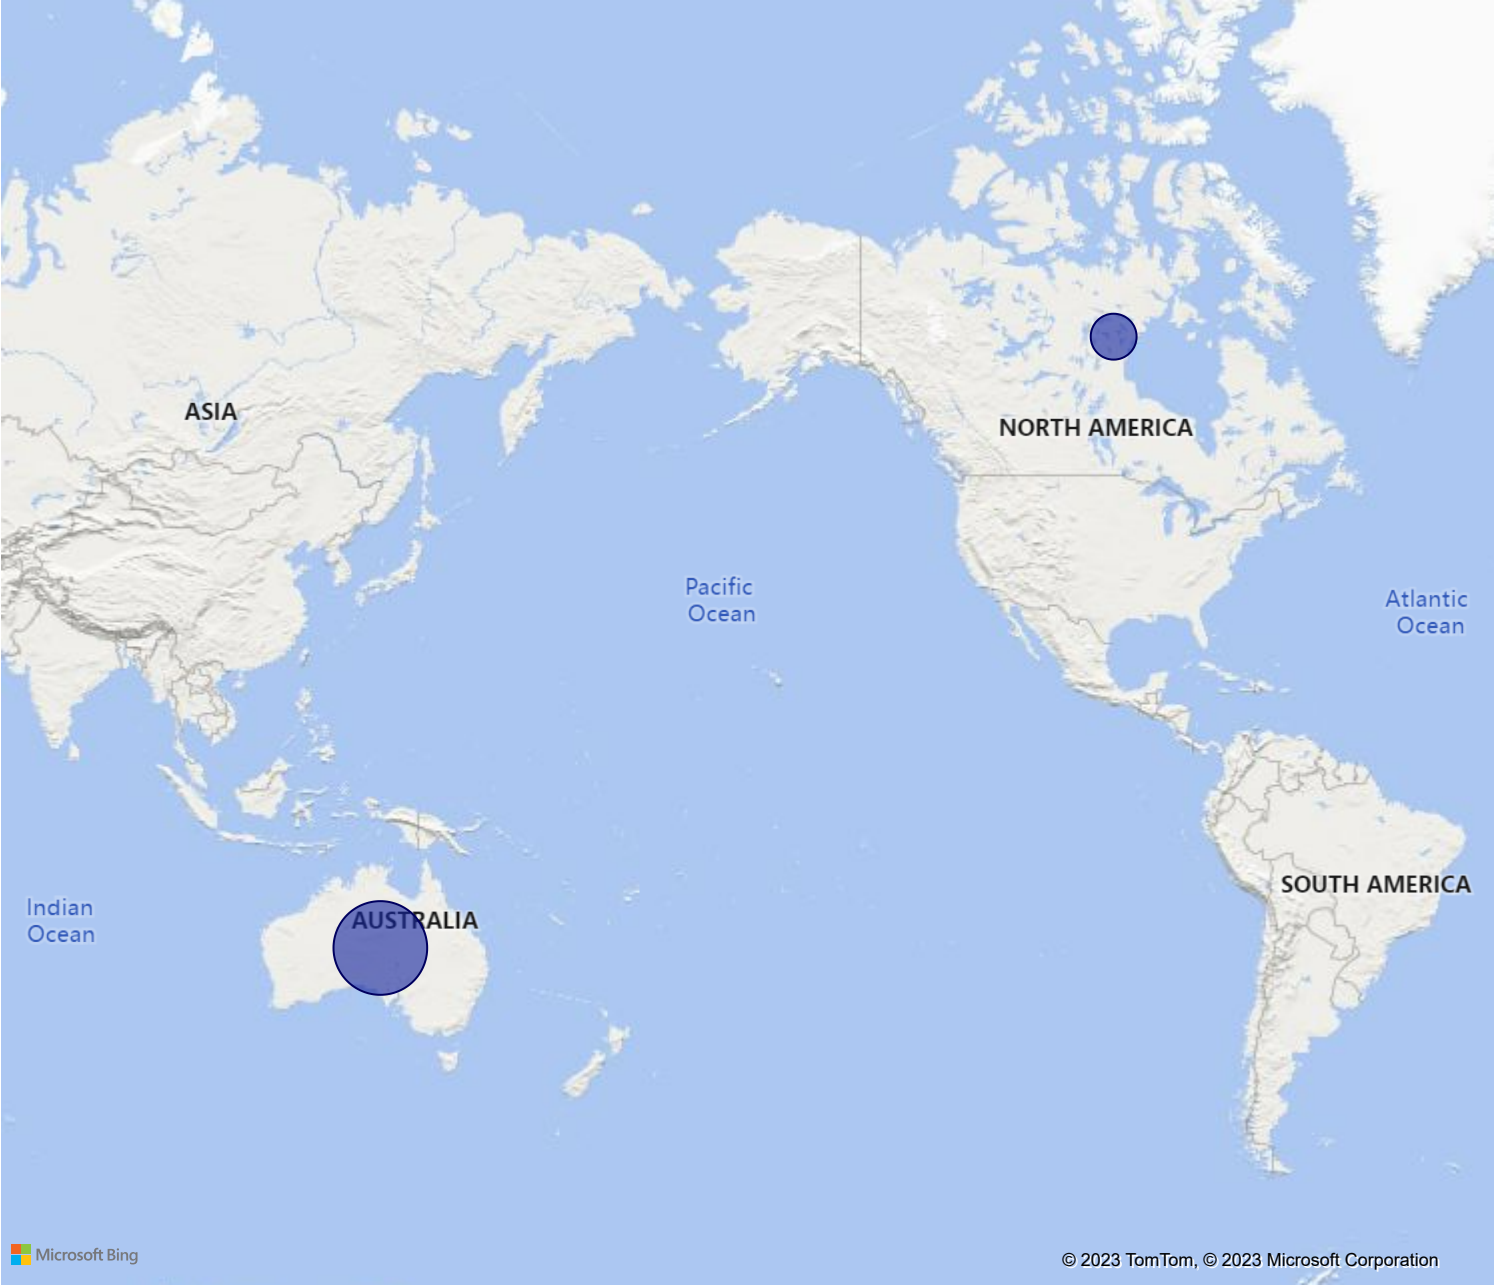 ASIA
NORTH AMERICA
Pacific
Ocean
Atlantic
Ocean
SOUTH AMERICA
Indian
Ocean
AUSTRALIA
Microsoft Bing
© 2023 TomTom, © 2023 Microsoft Corporation